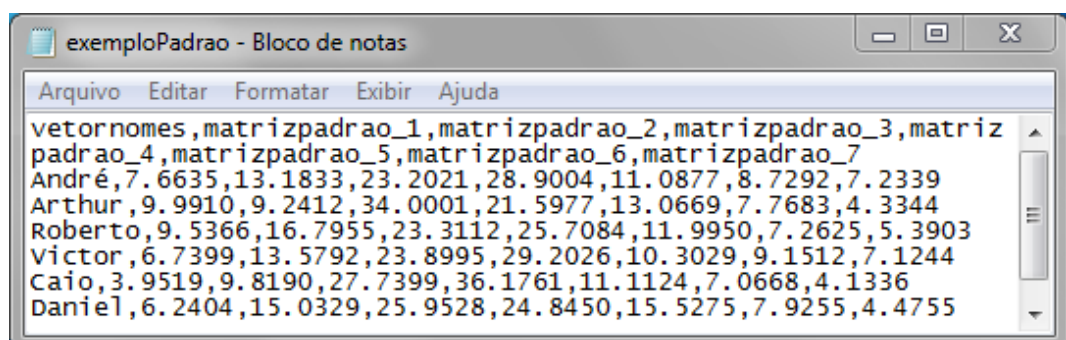 exemploPadrao - Bloco de notas
Arquivo Editar Formatar Exibir Ajuda
vetornomes,matrizpadrao_1,matrizpadrao_2,matrizpadrao_3,matriz
padrao_4,matrizpadrao_5,matrizpadrao_6,matrizpadrao_7
André,7.6635,13.1833,23.2021,28.9004,11.0877,8.7292,7.2339
Arthur,9.9910,9.2412,34.0001,21.5977,13.0669,7.7683,4.3344
Roberto,9.5366,16.7955,23.3112,25.7084,11.9950,7.2625,5.3903
Victor,6.7399,13.5792,23.8995,29.2026,10.3029,9.1512,7.1244
Caio,3.9519,9.8190,27.7399,36.1761,11.1124,7.0668,4.1336
Daniel,6.2404,15.0329,25.9528,24.8450,15.5275,7.9255,4.4755